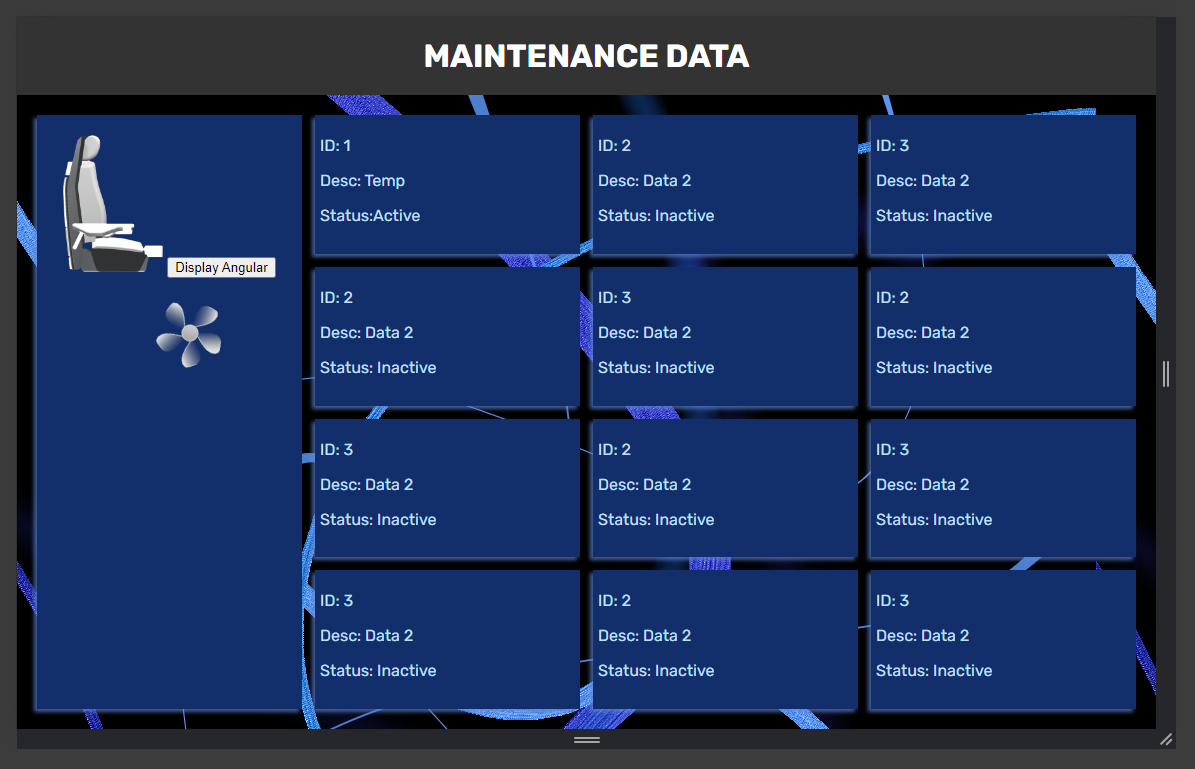 MAINTENANCE DATA
Display Angular
ID: 1
Desc: Temp
Status:Active
ID: 2
Desc: Data 2
Status: Inactive
ID: 3
Desc: Data 2
Status: Inactive
ID: 2
Desc: Data 2
Status: Inactive
ID: 3
Desc: Data 2
Status: Inactive
ID: 2
Desc: Data 2
Status: Inactive
ID: 3
Desc: Data 2
Status: Inactive
ID: 2
Desc: Data 2
Status: Inactive
ID: 3
Desc: Data 2
Status: Inactive
ID: 3
Desc: Data 2
Status: Inactive
ID: 2
Desc: Data 2
Status: Inactive
ID: 3
Desc: Data 2
Status: Inactive